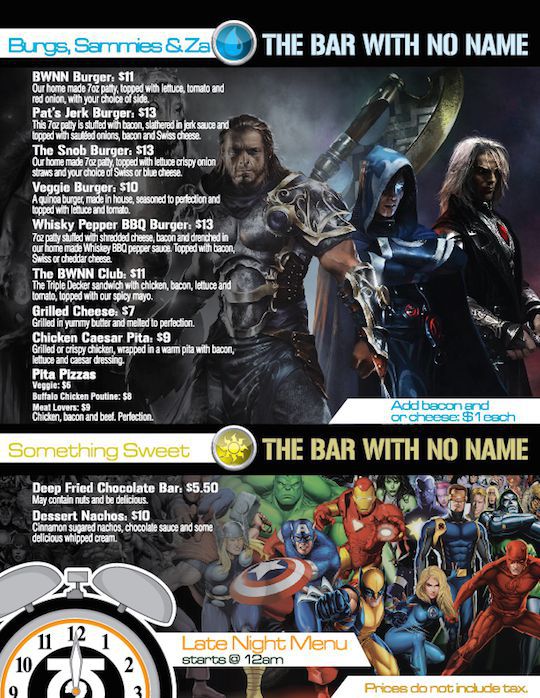 Burgs, Sammies & Za
THE BAR WITH NO NAME
BWNN Burger: $11
Our home made 7oz patty, topped with lettuce, tomato and
red onion, with your choice of side.
Pat's Jerk Burger: $13
This 7oz patty is stuffed with bacon, slathered in jerk sauce and
topped with sautéed onions, bacon and Swiss cheese.
The Snob Burger: $13
Our home made 7oz patty, topped with lettuce crispy onion
straws and your choice of Swiss or blue cheese.
Veggie Burger: $10
A quinoa burger, made in house, seasoned to perfection and
topped with lettuce and tomato.
Whisky Pepper BBQ Burger: $13
7oz patty stuffed with shredded cheese, bacon and drenched in
our home made Whiskey BBQ pepper sauce. Topped with bacon,
Swiss or cheddar cheese.
The BWNN Club: $11
The Triple Decker sandwich with chicken, bacon, lettuce and
tomato, topped with our spicy mayo.
Grilled Cheese: $7
Grilled in yummy butter and melted to perfection.
Chicken Caesar Pita: $9
Grilled or crispy chicken, wrapped in a warm pita with bacon,
lettuce and caesar dressing.
Pita Pizzas
Veggie: $6
Buffalo Chicken Poutine: $8
Meat Lovers: $9
Chicken, bacon and beef. Perfection.
Add bacon and
or cheese: $1 each
Something Sweet
THE BAR WITH NO NAME
Deep Fried Chocolate Bar: $5.50
May contain nuts and be delicious.
Dessert Nachos: $10
Cinnamon sugared nachos, chocolate sauce and some
delicious whipped cream.
11 12 1
10 2
9 3
Late Night Menu
starts @ 12am
Prices do not include tax.